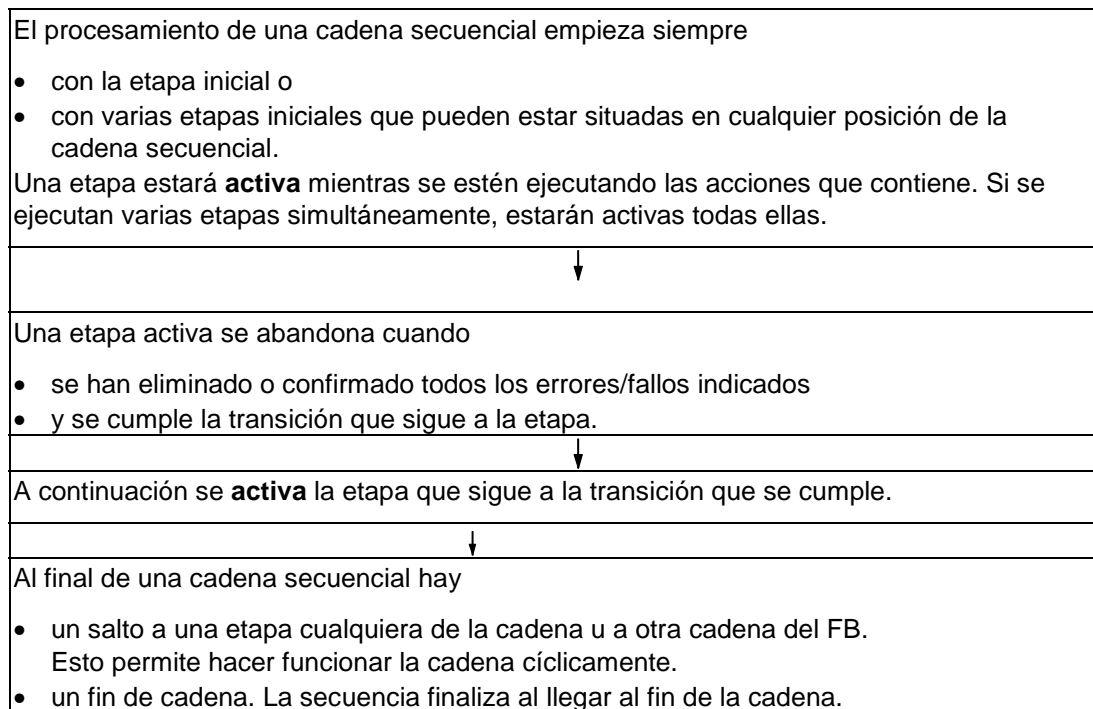 El procesamiento de una cadena secuencial empieza siempre
• con la etapa inicial o
• con varias etapas iniciales que pueden estar situadas en cualquier posición de la
cadena secuencial.
Una etapa estará activa mientras se estén ejecutando las acciones que contiene. Si se
ejecutan varias etapas simultáneamente, estarán activas todas ellas.
Una etapa activa se abandona cuando
• se han eliminado o confirmado todos los errores/fallos indicados
• y se cumple la transición que sigue a la etapa.
A continuación se activa la etapa que sigue a la transición que se cumple.
Al final de una cadena secuencial hay
• un salto a una etapa cualquiera de la cadena u a otra cadena del FB.
Esto permite hacer funcionar la cadena cíclicamente.
• un fin de cadena. La secuencia finaliza al llegar al fin de la cadena.